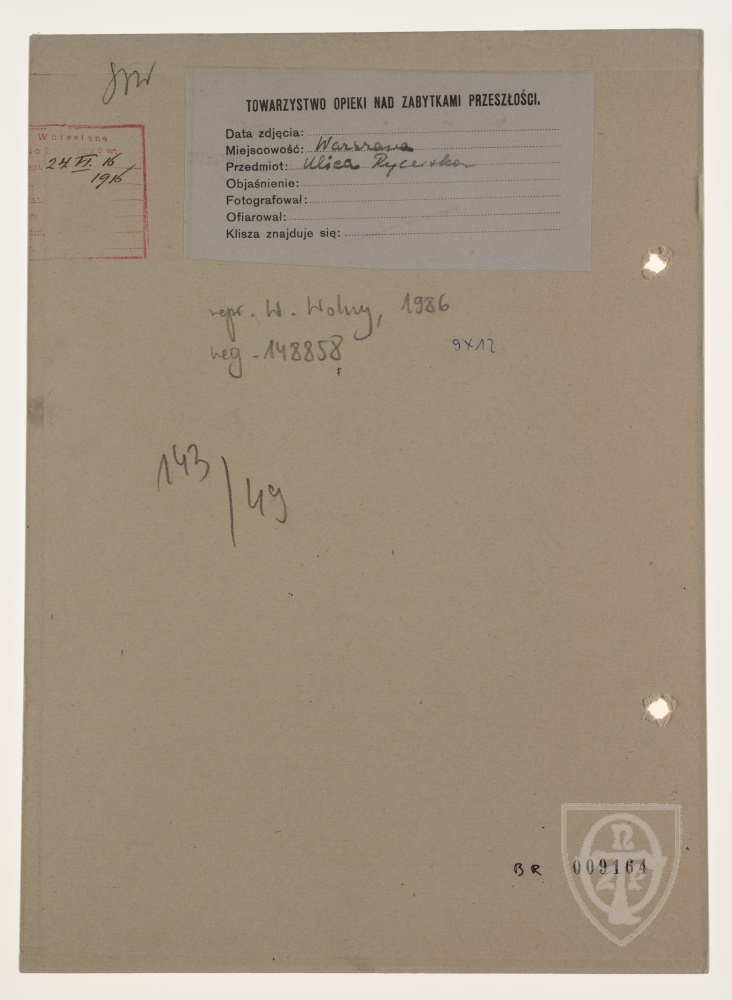 TOWARZYSTWO OPIEKI NAD ZABYTKAMI PRZESZŁOŚCI.
Data zdjęcia:
Miejscowość: Warszawa
Przedmiot: Ulica Rycerska
Objaśnienie:
Fotografował:
Ofiarował:
Klisza znajduje się:
Wniesiono
24 VI. 16
1916
repr. W. Wolny, 1986
neg - 148858
9x12
143/49
BR 009164